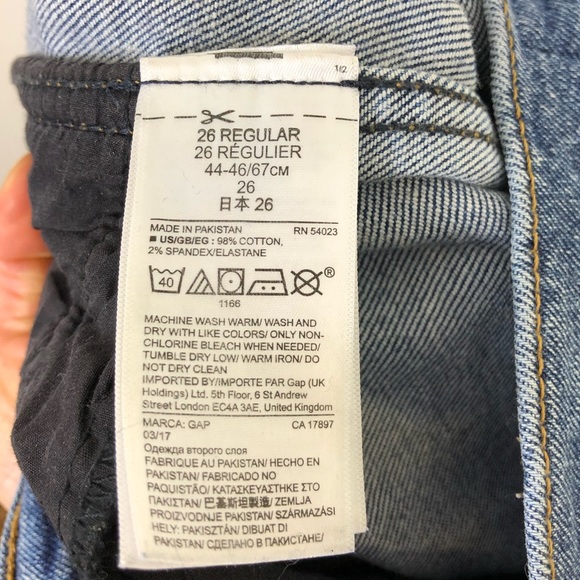 1/2
26 REGULAR
26 RÉGULIER
44-46/67CM
26
日本 26
MADE IN PAKISTAN RN 54023
■ US/GB/EG : 98% COTTON,
2% SPANDEX/ELASTANE
40 ®
1166
MACHINE WASH WARM/ WASH AND
DRY WITH LIKE COLORS/ ONLY NON-
CHLORINE BLEACH WHEN NEEDED/
TUMBLE DRY LOW/ WARM IRON/ DO
NOT DRY CLEAN
IMPORTED BY/IMPORTE PAR Gap (UK
Holdings) Ltd. 5th Floor, 6 St Andrew
Street London EC4A 3AE, United Kingdom
MARCA: GAP CA 17897
03/17
Одежда второго слоя
FABRIQUE AU PAKISTAN/ HECHO EN
PAKISTAN/ FABRICADO NO
PAQUISTÃO/ ΚΑΤΑΣΚΕΥΑΣΤΗΚΕ ΣΤΟ
ΠΑΚΙΣΤΑΝ/ 巴基斯坦製造/ ZEMLJA
PROIZVODNJE PAKISTAN/ SZÁRMAZÁSI
HELY: PAKISZTÁN/ DIBUAT DI
PAKISTAN/ СДЕЛАНО В ПАКИСТАНЕ/